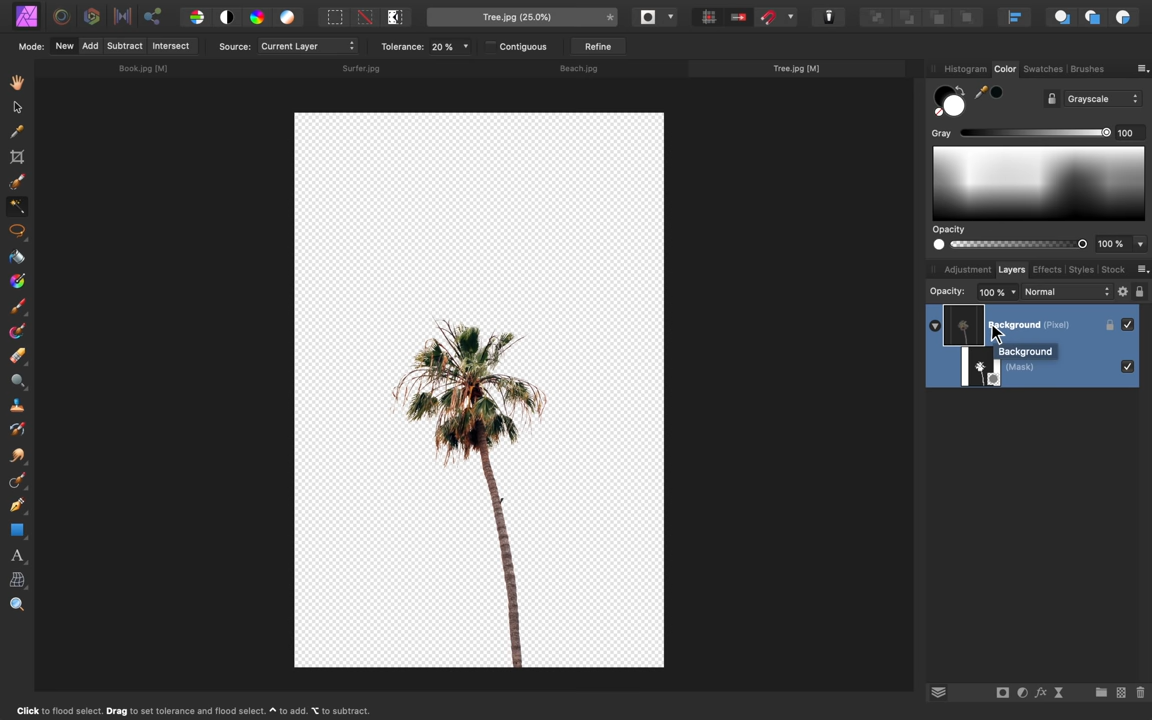 Tree.jpg (25.0%)
Mode: New Add Subtract Intersect Source: Current Layer Tolerance: 20 % Contiguous Refine
Book.jpg [M] Surfer.jpg Beach.jpg Tree.jpg [M]
Histogram Color Swatches Brushes
Grayscale
Gray 100
Opacity
100 %
Adjustment Layers Effects Styles Stock
Opacity: 100 % Normal
Background (Pixel)
Background
(Mask)
Click to flood select. Drag to set tolerance and flood select. ⌃ to add. ⌥ to subtract.